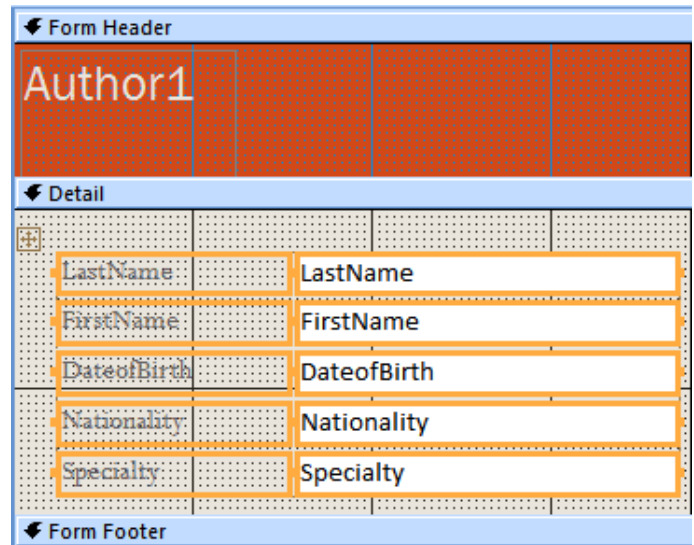 Form Header
Author1
Detail
LastName LastName
FirstName FirstName
DateofBirth DateofBirth
Nationality Nationality
Specialty Specialty
Form Footer